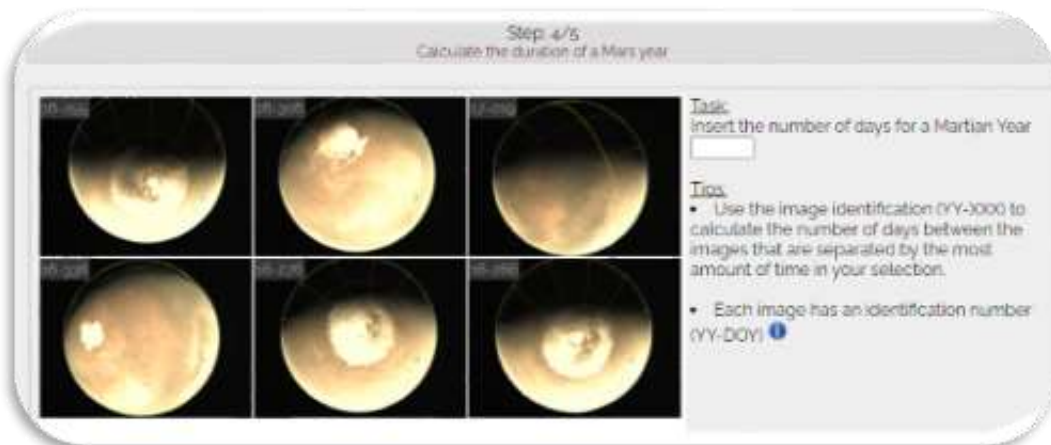 Step: 4/5
Calculate the duration of a Mars year
Task:
Insert the number of days for a Martian Year
Tips:
• Use the image identification (YY-XXX) to
calculate the number of days between the
images that are separated by the most
amount of time in your selection.
• Each image has an identification number
(YY-DOY)